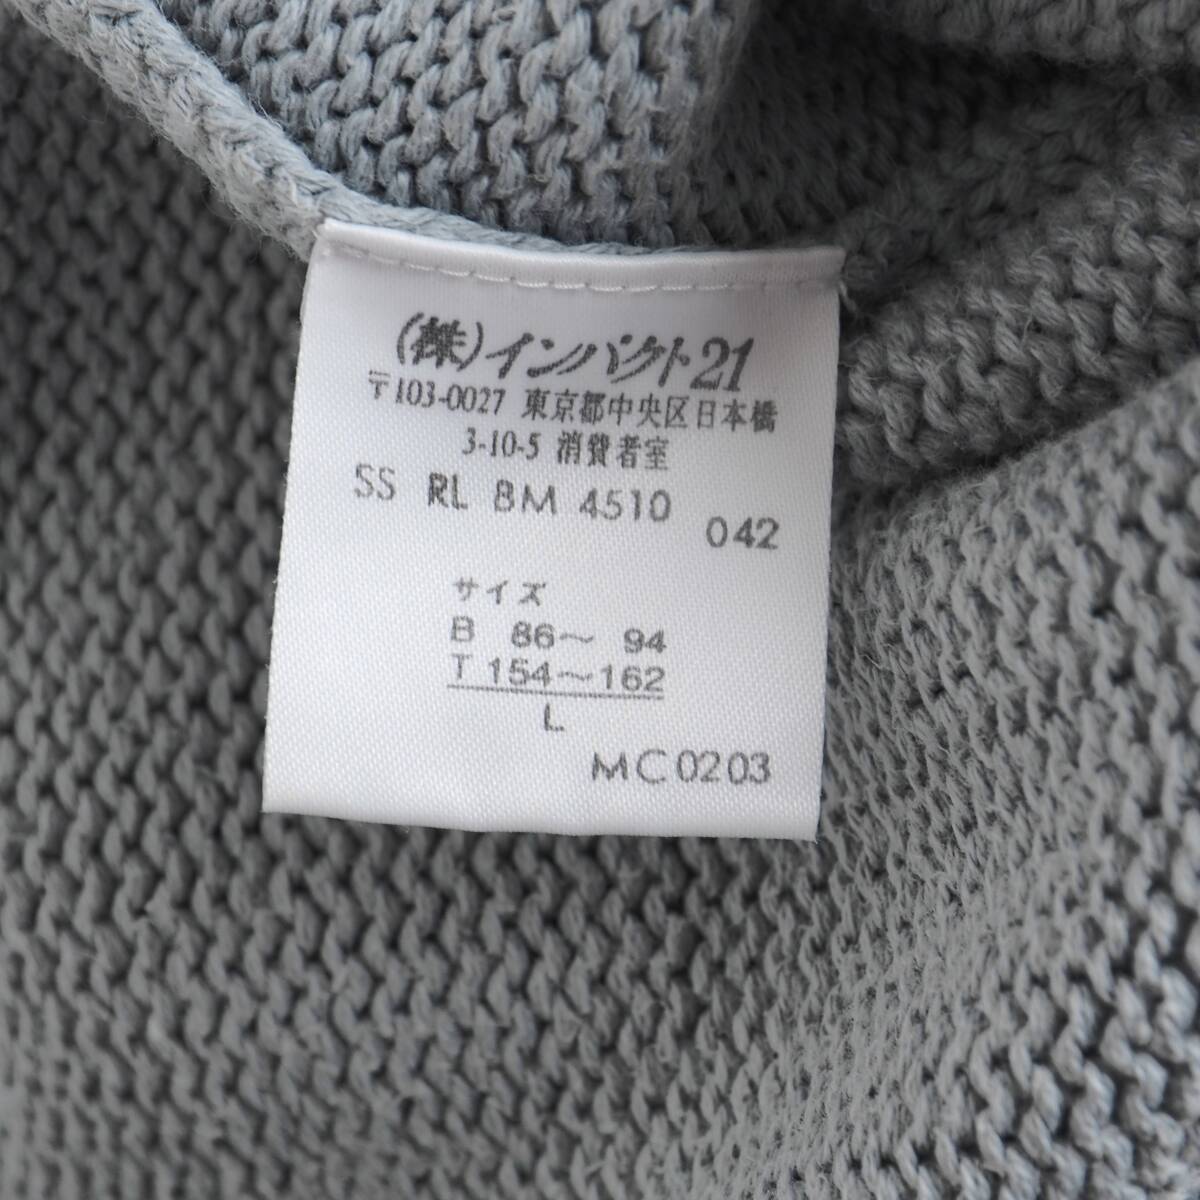 (株)インパクト21
〒103-0027 東京都中央区日本橋
3-10-5 消費者室
SS RL BM 4510 042
サイズ
B 86～ 94
T 154～162
L
MC0203